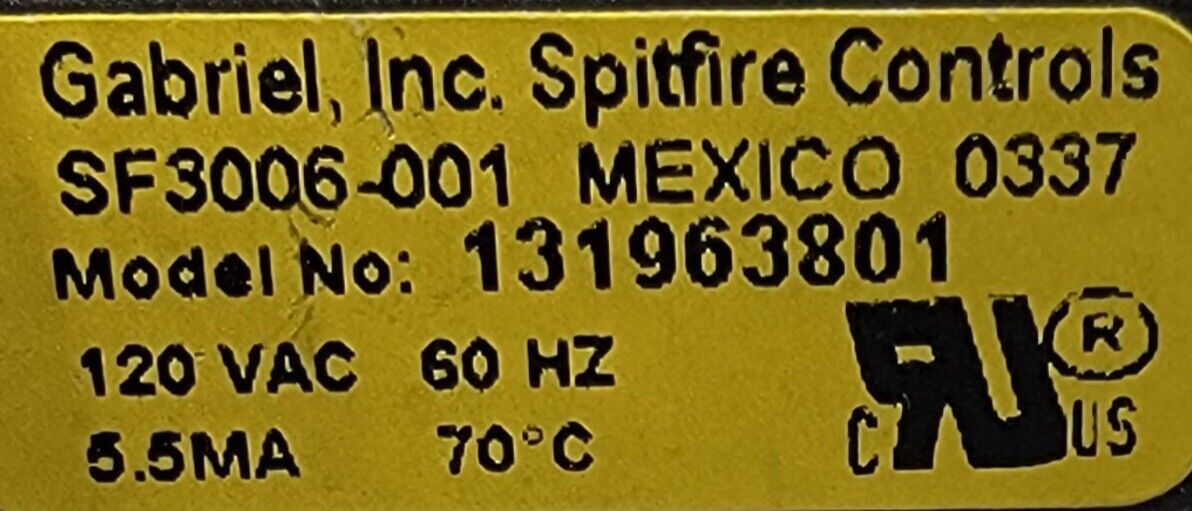 Gabriel, Inc. Spitfire Controls
SF3006-001 MEXICO 0337
Model No: 131963801
120 VAC 60 HZ
5.5MA 70°C
C RU US ®